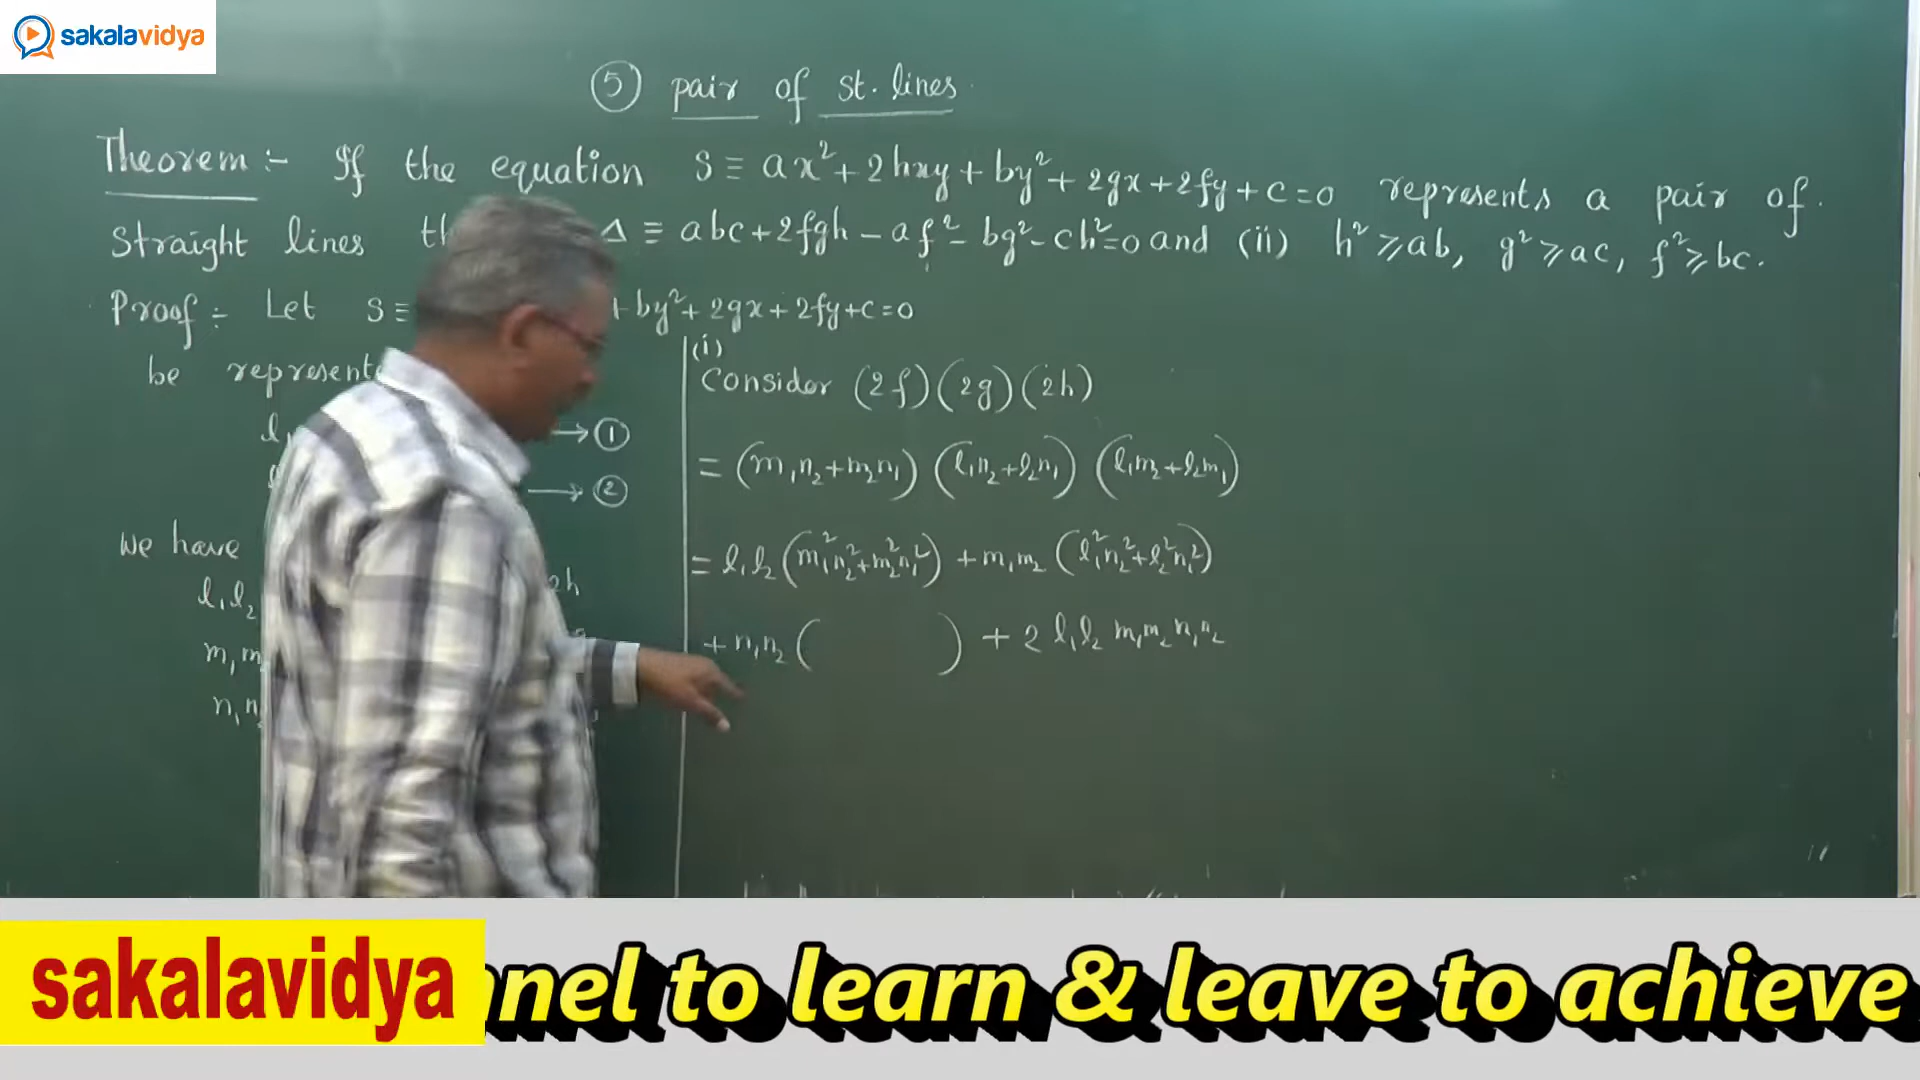 sakalavidya
⑤ pair of st. lines
Theorem :- If the equation S ≡ ax² + 2hxy + by² + 2gx + 2fy + c = 0 represents a pair of
Straight lines Δ ≡ abc + 2fgh - af² - bg² - ch² = 0 and (ii) h² ⩾ ab, g² ⩾ ac, f² ⩾ bc.
Proof :- Let S ≡ + by² + 2gx + 2fy + c = 0
be
→ ①
→ ②
We have
l₁l₂ 2h
m₁m
n₁n
(i)
Consider (2f)(2g)(2h)
= (m₁n₂ + m₂n₁) (l₁n₂ + l₂n₁) (l₁m₂ + l₂m₁)
= l₁l₂ (m₁²n₂² + m₂²n₁²) + m₁m₂ (l₁²n₂² + l₂²n₁²)
+ n₁n₂ ( ) + 2 l₁l₂ m₁m₂ n₁n₂
sakalavidya nnel to learn & leave to achieve